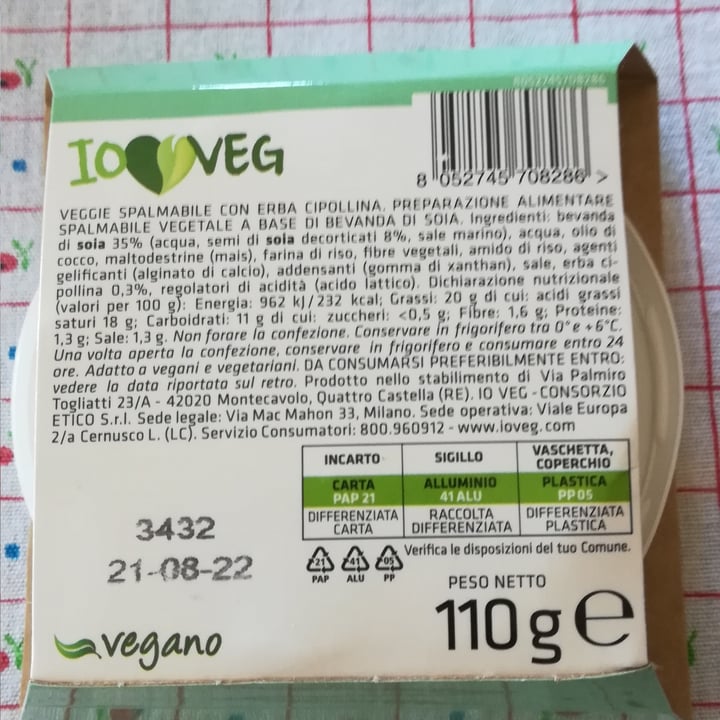 8052745708286
IO VEG
8 052745 708286 >
VEGGIE SPALMABILE CON ERBA CIPOLLINA. PREPARAZIONE ALIMENTARE
SPALMABILE VEGETALE A BASE DI BEVANDA DI SOIA. Ingredienti: bevanda
di soia 35% (acqua, semi di soia decorticati 8%, sale marino), acqua, olio di
cocco, maltodestrine (mais), farina di riso, fibre vegetali, amido di riso, agenti
gelificanti (alginato di calcio), addensanti (gomma di xanthan), sale, erba ci-
pollina 0,3%, regolatori di acidità (acido lattico). Dichiarazione nutrizionale
(valori per 100 g): Energia: 962 kJ/232 kcal; Grassi: 20 g di cui: acidi grassi
saturi 18 g; Carboidrati: 11 g di cui: zuccheri: <0,5 g; Fibre: 1,6 g; Proteine:
1,3 g; Sale: 1,3 g. Non forare la confezione. Conservare in frigorifero tra 0° e +6°C.
Una volta aperta la confezione, conservare in frigorifero e consumare entro 24
ore. Adatto a vegani e vegetariani. DA CONSUMARSI PREFERIBILMENTE ENTRO:
vedere la data riportata sul retro. Prodotto nello stabilimento di Via Palmiro
Togliatti 23/A - 42020 Montecavolo, Quattro Castella (RE). IO VEG - CONSORZIO
ETICO S.r.l. Sede legale: Via Mac Mahon 33, Milano. Sede operativa: Viale Europa
2/a Cernusco L. (LC). Servizio Consumatori: 800.960912 - www.ioveg.com
INCARTO SIGILLO VASCHETTA, COPERCHIO
CARTA PAP 21 ALLUMINIO 41 ALU PLASTICA PP 05
DIFFERENZIATA CARTA RACCOLTA DIFFERENZIATA DIFFERENZIATA PLASTICA
Verifica le disposizioni del tuo Comune.
21 41 05
PAP ALU PP
3432
21-08-22
PESO NETTO
110 g e
vegano